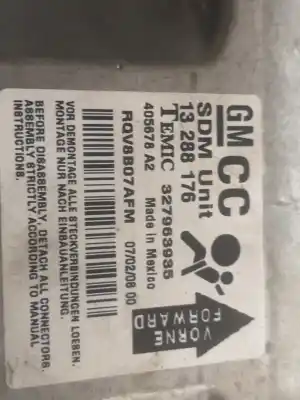 GM CC
SDM Unit
13 288 176
TEMIC 327963935
405678 A2 Made in Mexico
RQV8B07AFM 07/02/08 00
VORNE
FORWARD
VOR DEMONTAGE ALLE STECKVERBINDUNGEN LOESEN.
MONTAGE NUR NACH EINBAUANLEITUNG.
BEFORE DISASSEMBLY, DETACH ALL CONNECTORS.
ASSEMBLY STRICTLY ACCORDING TO MANUAL
INSTRUCTIONS.